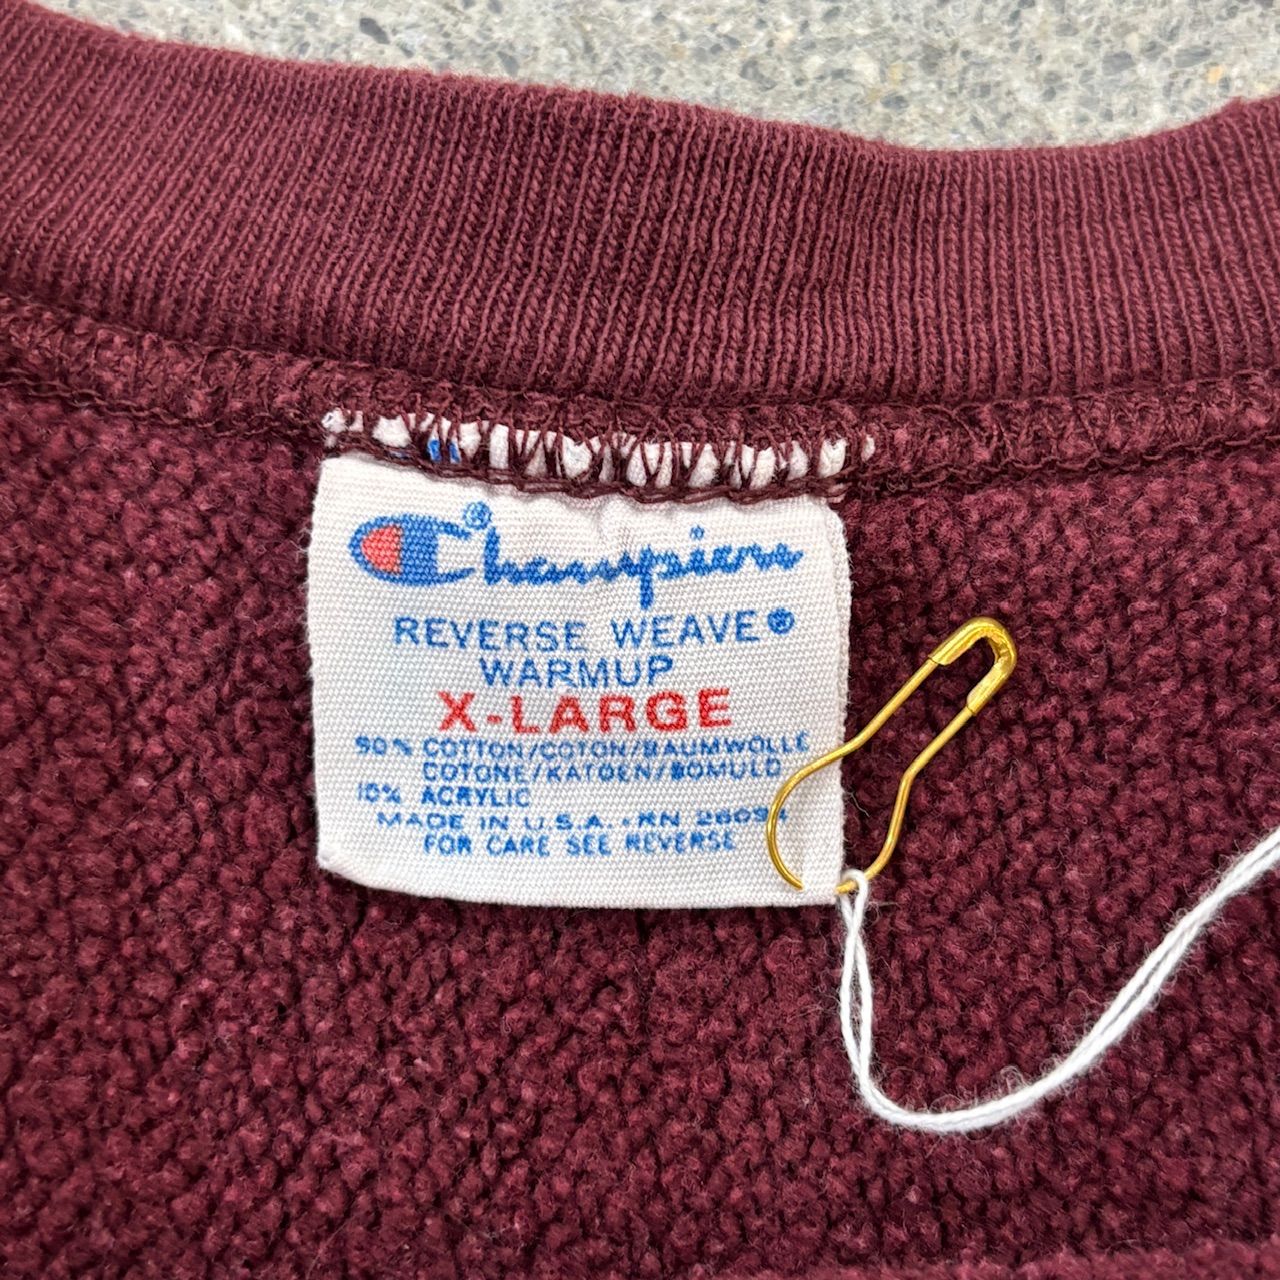 Champion®
REVERSE WEAVE®
WARMUP
X-LARGE
90% COTTON/COTON/BAUMWOLLE
COTONE/KATOEN/BOMULD
10% ACRYLIC
MADE IN U.S.A. - RN
FOR CARE SEE REVERSE